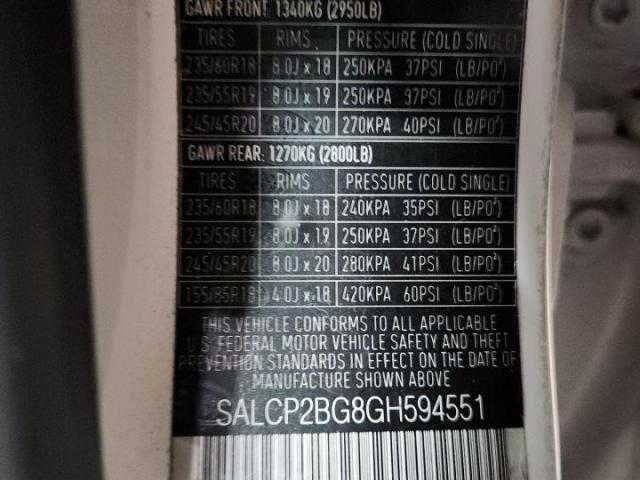 GAWR FRONT 1340KG (2950LB)
TIRES RIMS PRESSURE (COLD SINGLE)
235/60R18 8.0J x 18 250KPA 37PSI (LB/PO²)
235/55R19 8.0J x 19 250KPA 37PSI (LB/PO²)
245/45R20 8.0J x 20 270KPA 40PSI (LB/PO²)
GAWR REAR: 1270KG (2800LB)
TIRES RIMS PRESSURE (COLD SINGLE)
235/60R18 8.0J x 18 240KPA 35PSI (LB/PO²)
235/55R19 8.0J x 19 250KPA 37PSI (LB/PO²)
245/45R20 8.0J x 20 280KPA 41PSI (LB/PO²)
155/85R18 4.0J x 18 420KPA 60PSI (LB/PO²)
THIS VEHICLE CONFORMS TO ALL APPLICABLE
U.S. FEDERAL MOTOR VEHICLE SAFETY AND THEFT
PREVENTION STANDARDS IN EFFECT ON THE DATE OF
MANUFACTURE SHOWN ABOVE
SALCP2BG8GH594551